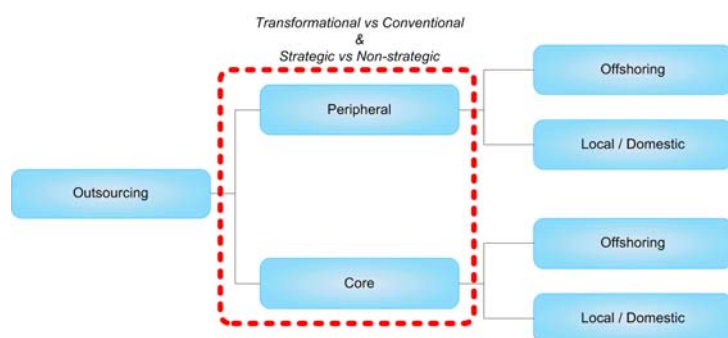 Transformational vs Conventional
&
Strategic vs Non-strategic
Offshoring
Peripheral
Local / Domestic
Outsourcing
Offshoring
Core
Local / Domestic